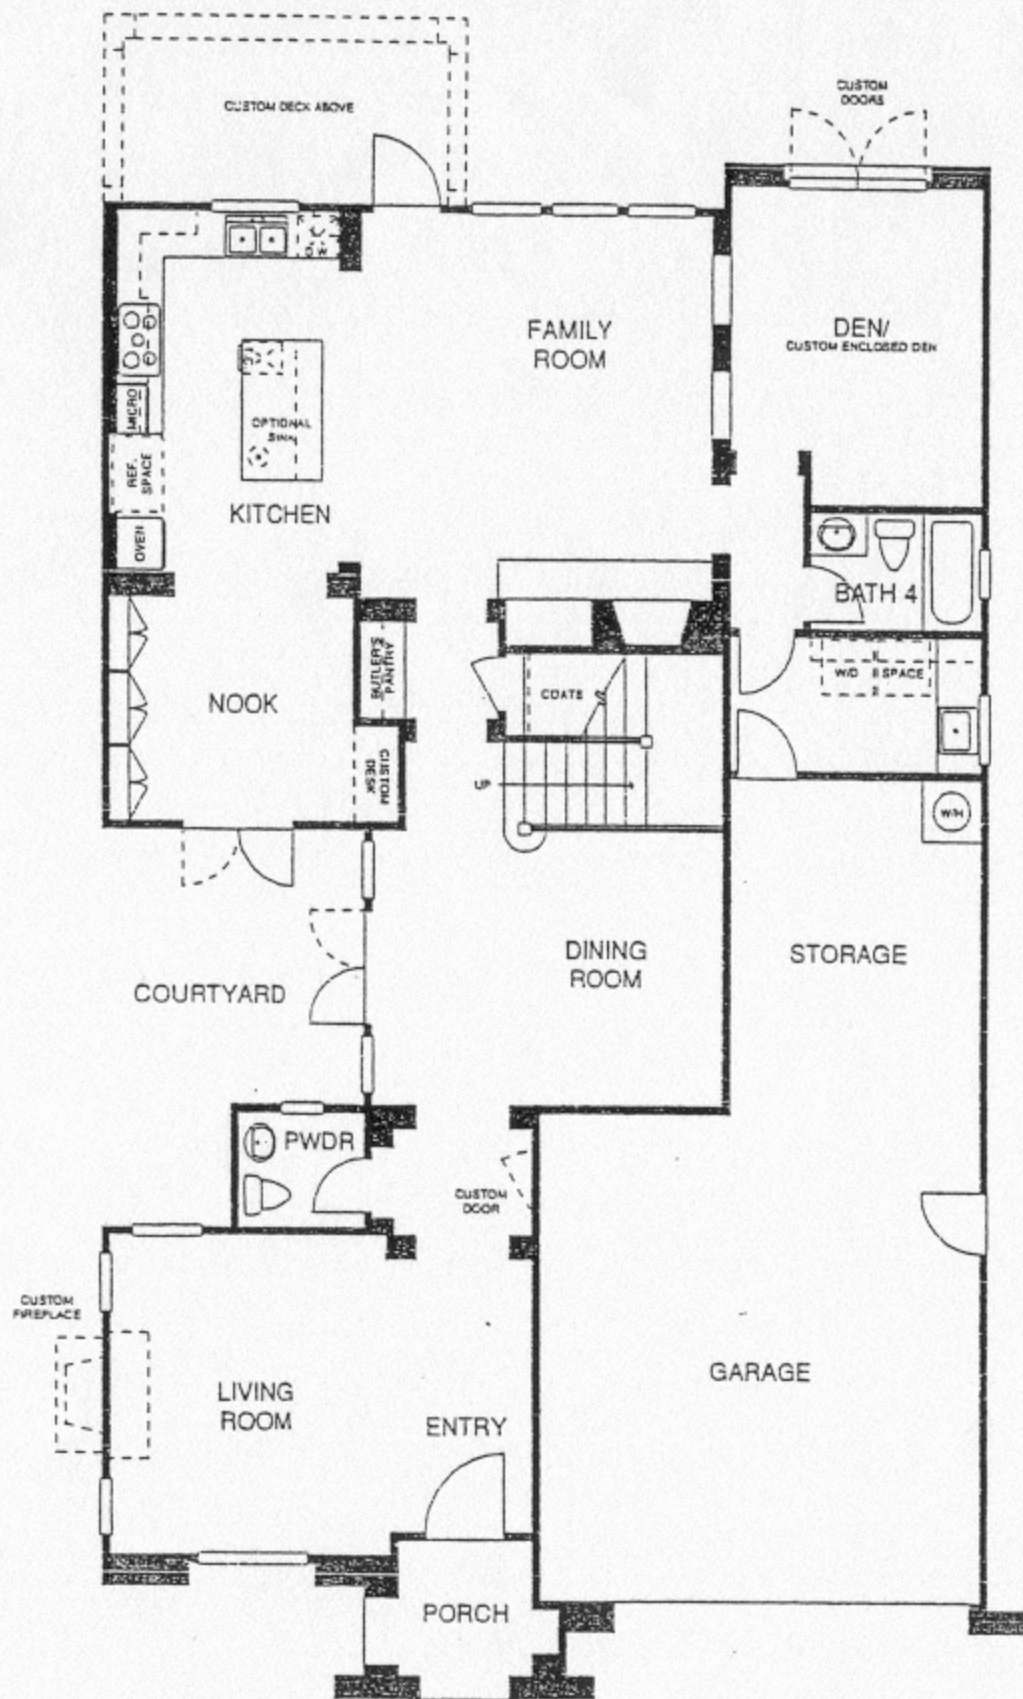 CUSTOM DECK ABOVE
CUSTOM
DOORS
FAMILY
ROOM
DEN/
CUSTOM ENCLOSED DEN
D/W
MICRO
OPTIONAL
SINK
REF.
SPACE
KITCHEN
OVEN
BATH 4
BUTLER'S
PANTRY
COATS
W/D SPACE
NOOK
CUSTOM
DESK
UP
W/H
DINING
ROOM
STORAGE
COURTYARD
PWDR
CUSTOM
DOOR
CUSTOM
FIREPLACE
LIVING
ROOM
ENTRY
GARAGE
PORCH